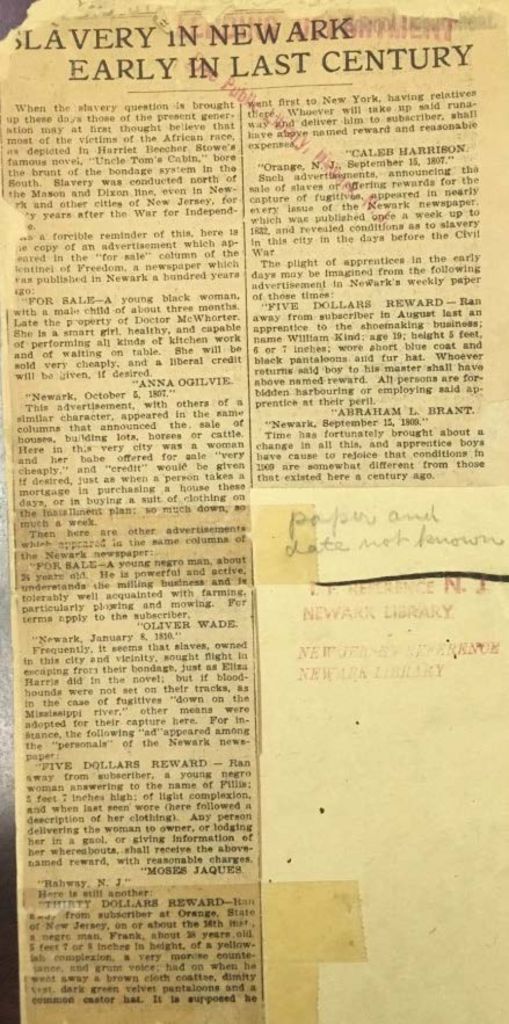 SLAVERY IN NEWARK
EARLY IN LAST CENTURY
When the slavery question is brought
up these days those of the present gener-
ation may at first thought believe that
most of the victims of the African race,
as depicted in Harriet Beecher Stowe's
famous novel, "Uncle Tom's Cabin," bore
the brunt of the bondage system in the
South. Slavery was conducted north of
the Mason and Dixon line, even in New-
ark and other cities of New Jersey, for
years after the War for Independ-
e.
as a forcible reminder of this, here is
e copy of an advertisement which ap-
eared in the "for sale" column of the
entinel of Freedom, a newspaper which
was published in Newark a hundred years
ago:
"FOR SALE—A young black woman,
with a male child of about three months.
Late the property of Doctor McWhorter.
She is a smart girl, healthy, and capable
of performing all kinds of kitchen work
and of waiting on table. She will be
sold very cheaply, and a liberal credit
will be given, if desired.
"ANNA OGILVIE.
"Newark, October 5, 1807."
This advertisement, with others of a
similar character, appeared in the same
columns that announced the sale of
houses, building lots, horses or cattle.
Here in this very city was a woman
and her babe offered for sale "very
cheaply," and "credit" would be given
if desired, just as when a person takes a
mortgage in purchasing a house these
days, or in buying a suit of clothing on
the installment plan: so much down, so
much a week.
Then here are other advertisements
which appeared in the same columns of
the Newark newspaper:
"FOR SALE—A young negro man, about
24 years old. He is powerful and active,
understands the milling business and is
tolerably well acquainted with farming,
particularly plowing and mowing. For
terms apply to the subscriber,
"OLIVER WADE.
"Newark, January 8, 1810."
Frequently, it seems that slaves, owned
in this city and vicinity, sought flight in
escaping from their bondage, just as Eliza
Harris did in the novel; but if blood-
hounds were not set on their tracks, as
in the case of fugitives "down on the
Mississippi river," other means were
adopted for their capture here. For in-
stance, the following "ad" appeared among
the "personals" of the Newark news-
paper:
"FIVE DOLLARS REWARD — Ran
away from subscriber, a young negro
woman answering to the name of Fillis;
5 feet 7 inches high; of light complexion,
and when last seen wore (here followed a
description of her clothing). Any person
delivering the woman to owner, or lodging
her in a gaol, or giving information of
her whereabouts, shall receive the above-
named reward, with reasonable charges.
"MOSES JAQUES.
"Rahway, N. J."
Here is still another:
"THIRTY DOLLARS REWARD—Ran
away from subscriber at Orange, State
of New Jersey, on or about the 16th inst.,
a negro man, Frank, about 28 years old,
5 feet 7 or 8 inches in height, of a yellow-
ish complexion, a very morose counte-
nance, and grum voice; had on when he
went away a brown cloth coattee, dimity
vest, dark green velvet pantaloons and a
common castor hat. It is supposed he
went first to New York, having relatives
there. Whoever will take up said runa-
way and deliver him to subscriber, shall
have above named reward and reasonable
expenses.
"CALEB HARRISON.
"Orange, N. J., September 15, 1807."
Such advertisements, announcing the
sale of slaves or offering rewards for the
capture of fugitives, appeared in nearly
every issue of the Newark newspaper,
which was published once a week up to
1832, and revealed conditions as to slavery
in this city in the days before the Civil
War.
The plight of apprentices in the early
days may be imagined from the following
advertisement in Newark's weekly paper
of those times:
"FIVE DOLLARS REWARD — Ran
away from subscriber in August last an
apprentice to the shoemaking business;
name William Kind; age 19; height 5 feet,
6 or 7 inches; wore short blue coat and
black pantaloons and fur hat. Whoever
returns said boy to his master shall have
above named reward. All persons are for-
bidden harbouring or employing said ap-
prentice at their peril.
"ABRAHAM L. BRANT.
"Newark, September 15, 1809."
Time has fortunately brought about a
change in all this, and apprentice boys
have cause to rejoice that conditions in
1909 are somewhat different from those
that existed here a century ago.
paper and
date not known
REFERENCE N. J.
NEWARK LIBRARY
NEW JERSEY REFERENCE
NEWARK LIBRARY